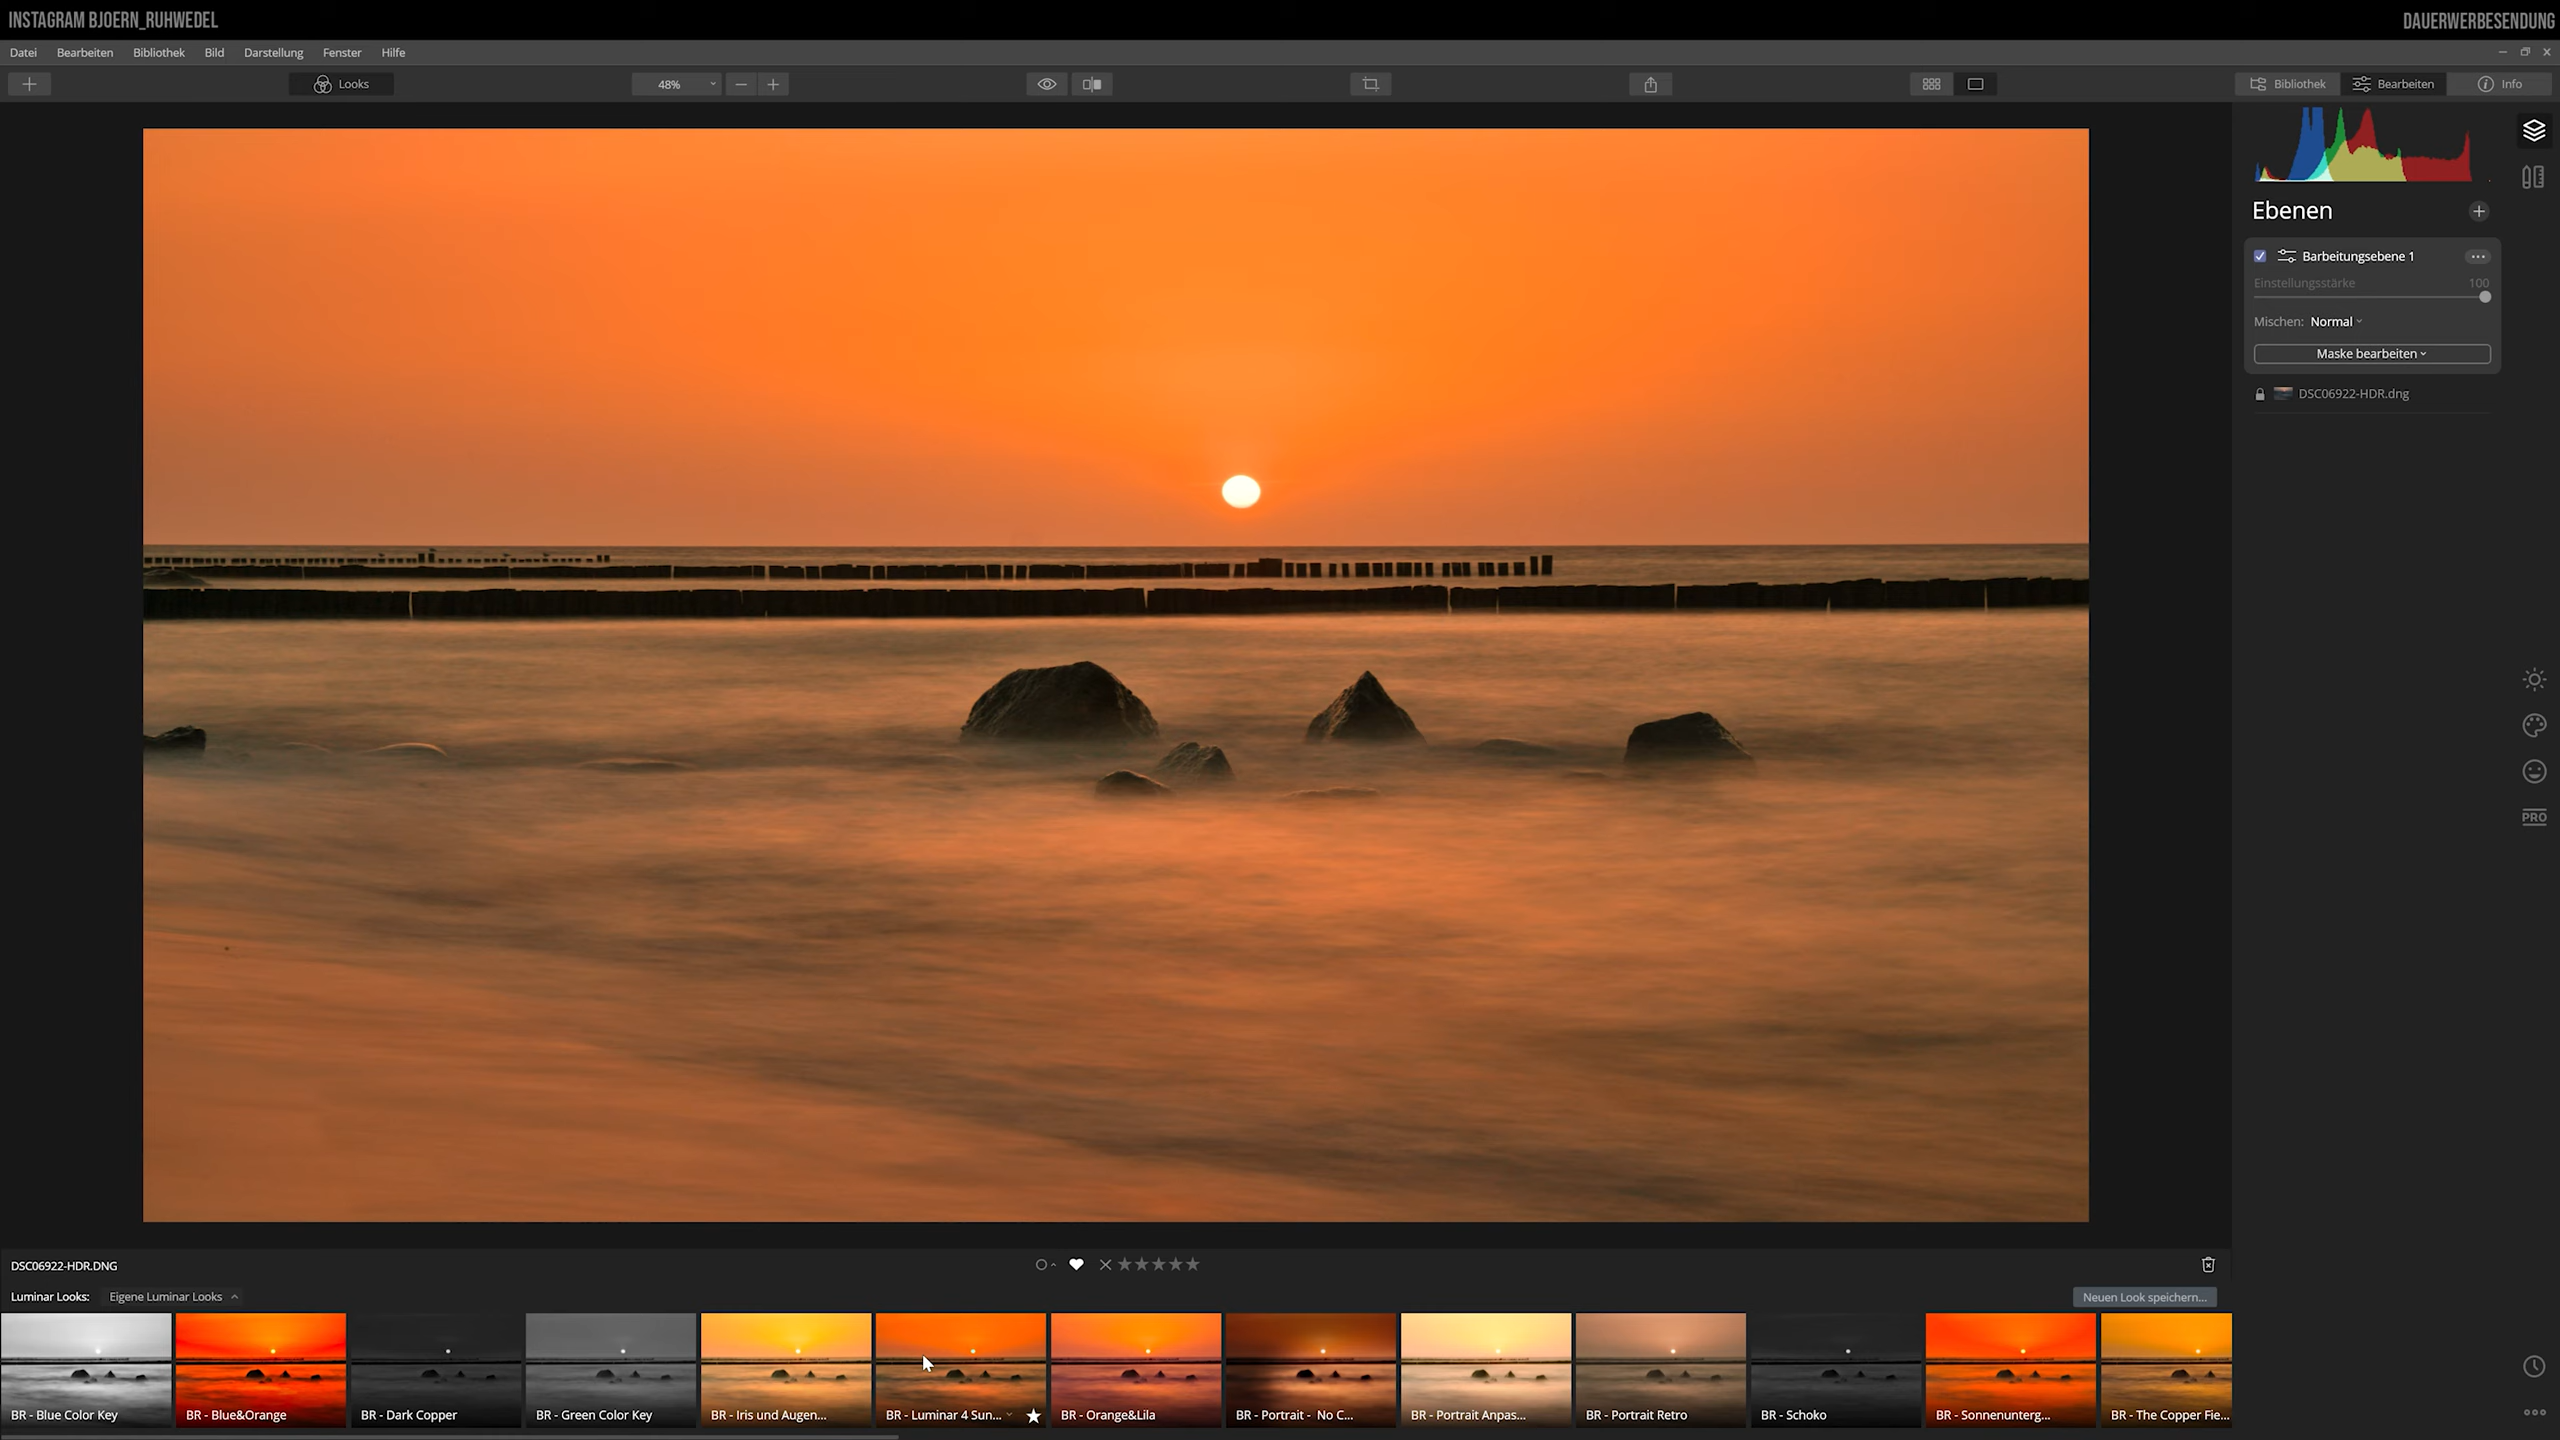 INSTAGRAM BJOERN_RUHWEDEL
DAUERWERBESENDUNG
Datei Bearbeiten Bibliothek Bild Darstellung Fenster Hilfe
Looks
48%
Bibliothek Bearbeiten Info
Ebenen
Barbeitungsebene 1
Einstellungsstärke 100
Mischen: Normal
Maske bearbeiten
DSC06922-HDR.dng
PRO
DSC06922-HDR.DNG
Luminar Looks: Eigene Luminar Looks
Neuen Look speichern...
BR - Blue Color Key
BR - Blue&Orange
BR - Dark Copper
BR - Green Color Key
BR - Iris und Augen...
BR - Luminar 4 Sun...
BR - Orange&Lila
BR - Portrait - No C...
BR - Portrait Anpas...
BR - Portrait Retro
BR - Schoko
BR - Sonnenunterg...
BR - The Copper Fie...